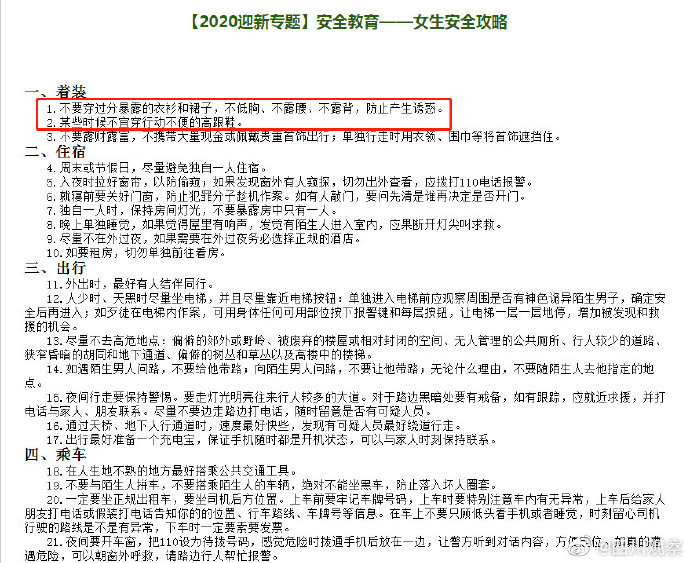 【2020迎新专题】安全教育——女生安全攻略
一、着装
1. 不要穿过分暴露的衣衫和裙子，不低胸、不露腰、不露背，防止产生诱惑。
2. 某些时候不宜穿行动不便的高跟鞋。
3. 不要露财露富，不携带大量现金或佩戴贵重首饰出行；单独行走时用衣领、围巾等将首饰遮挡住。
二、住宿
4. 周末或节假日，尽量避免独自一人住宿。
5. 入夜时拉好窗帘，以防偷窥；如果发现窗外有人窥探，切勿出外查看，应拨打110电话报警。
6. 就寝前要关好门窗，防止犯罪分子趁机作案。如有人敲门，要问先清是谁再决定是否开门。
7. 独自一人时，保持房间灯光，不要暴露房中只有一人。
8. 晚上单独睡觉，如果觉得屋里有响声，发觉有陌生人进入室内，应果断开灯尖叫求救。
9. 尽量不在外过夜，如果需要在外过夜务必选择正规的酒店。
10. 如要租房，切勿单独前往看房。
三、出行
11. 外出时，最好有人结伴同行。
12. 人少时、天黑时尽量坐电梯，并且尽量靠近电梯按钮；单独进入电梯前应观察周围是否有神色诡异陌生男子，确定安
全后再进入；如歹徒在电梯内作案，可用身体任何可用部位按下报警键和每层按钮，让电梯一层一层地停，增加被发现和救
援的机会。
13. 尽量不去高危地点：偏僻的郊外或野岭、被废弃的楼屋或相对封闭的空间、无人管理的公共厕所、行人较少的道路、
狭窄昏暗的胡同和地下通道、偏僻的树丛和草丛以及高楼中的楼梯。
14. 如遇陌生男人问路，不要给他带路；向陌生男人问路，不要让他带路；无论什么理由，不要随陌生人去他指定的地
点。
15. 夜间行走要保持警惕。要走灯光明亮往来行人较多的大道。对于路边黑暗处要有戒备，如有跟踪，应就近求援，并打
电话与家人、朋友联系。尽量不要边走路边打电话，随时留意是否有可疑人员。
16. 通过天桥、地下人行通道时，速度最好快些，发现有可疑人员最好绕道行走。
17. 出行最好准备一个充电宝，保证手机随时都是开机状态，可以与家人时刻保持联系。
四、乘车
18. 在人生地不熟的地方最好搭乘公共交通工具。
19. 不要与陌生人拼车，不要搭乘陌生人的车辆，绝对不能坐黑车，防止落入坏人圈套。
20. 一定要坐正规出租车，要坐司机后方位置。上车前要牢记车牌号码，上车时要特别注意车内有无异常，上车后给家人
朋友打电话或假装打电话告知你的的位置、行车路线、车牌号等信息。在车上不要只顾低头看手机或者睡觉，时刻留心司机
行驶的路线是不是有异常，下车时一定要索要发票。
21. 夜间要开车窗，把110设为待拨号码，感觉危险时拨通手机后放在一边，让警方听到对话内容，方便定位。如真的遭
遇危险，可以朝窗外呼救，请路边行人帮忙报警。
@四川观察